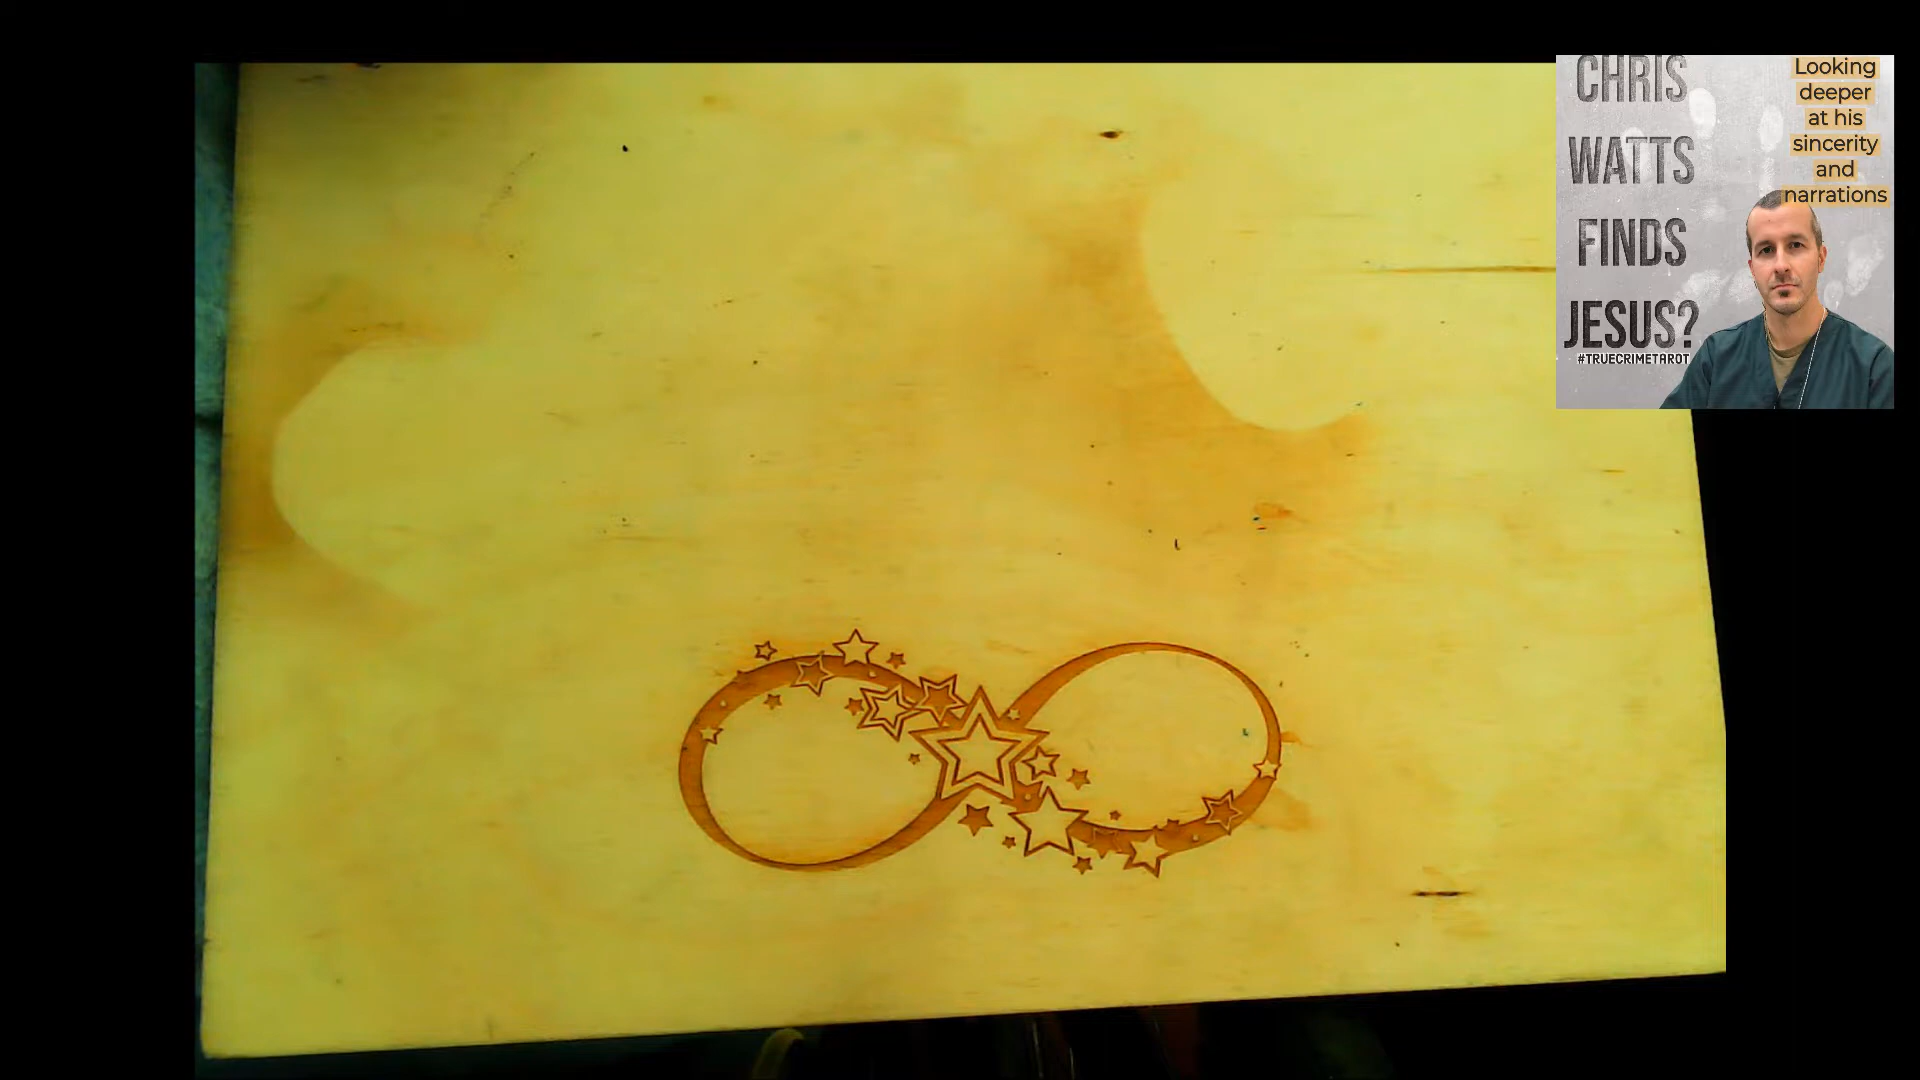 CHRIS
WATTS
FINDS
JESUS?
#TRUECRIMETAROT
Looking
deeper
at his
sincerity
and
narrations